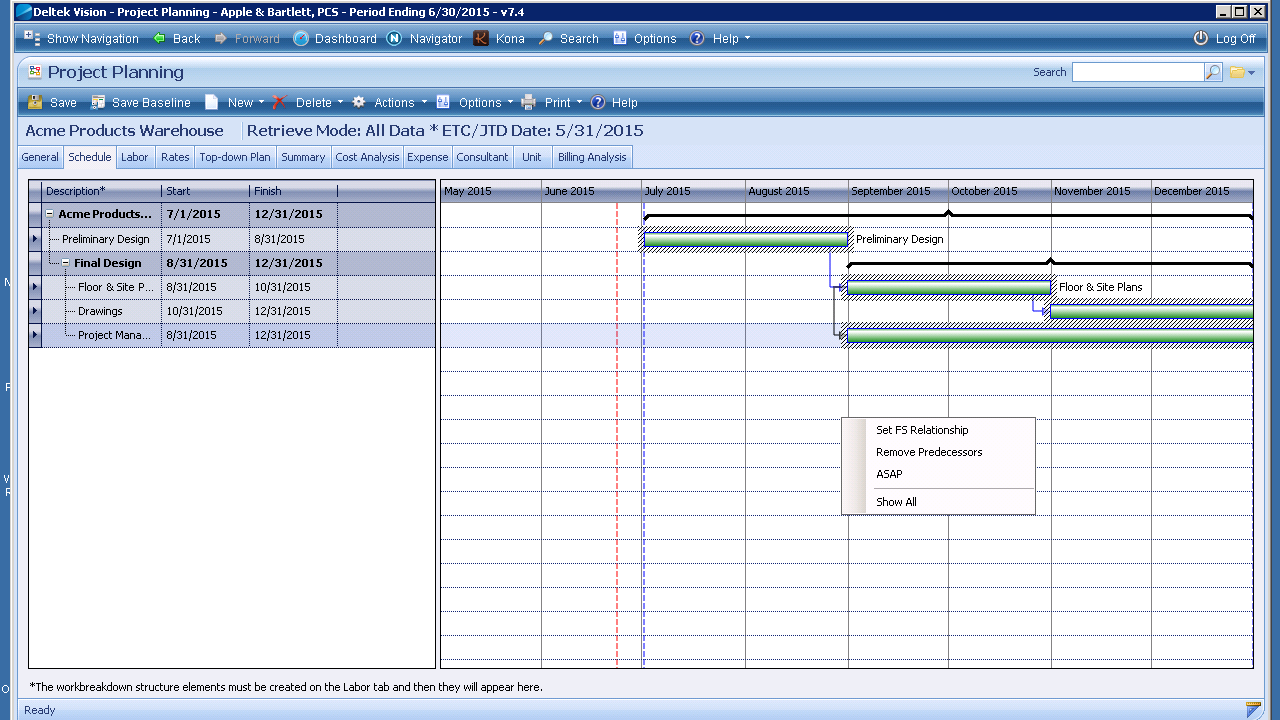 Deltek Vision - Project Planning - Apple & Bartlett, PCS - Period Ending 6/30/2015 - v7.4
Show Navigation Back Forward Dashboard Navigator Kona Search Options Help Log Off
Project Planning Search
Save Save Baseline New Delete Actions Options Print Help
Acme Products Warehouse Retrieve Mode: All Data * ETC/JTD Date: 5/31/2015
General Schedule Labor Rates Top-down Plan Summary Cost Analysis Expense Consultant Unit Billing Analysis
Description* Start Finish May 2015 June 2015 July 2015 August 2015 September 2015 October 2015 November 2015 December 2015
Acme Products... 7/1/2015 12/31/2015
Preliminary Design 7/1/2015 8/31/2015 Preliminary Design
Final Design 8/31/2015 12/31/2015
Floor & Site P... 8/31/2015 10/31/2015 Floor & Site Plans
Drawings 10/31/2015 12/31/2015
Project Mana... 8/31/2015 12/31/2015
Set FS Relationship
Remove Predecessors
ASAP
Show All
*The workbreakdown structure elements must be created on the Labor tab and then they will appear here.
Ready